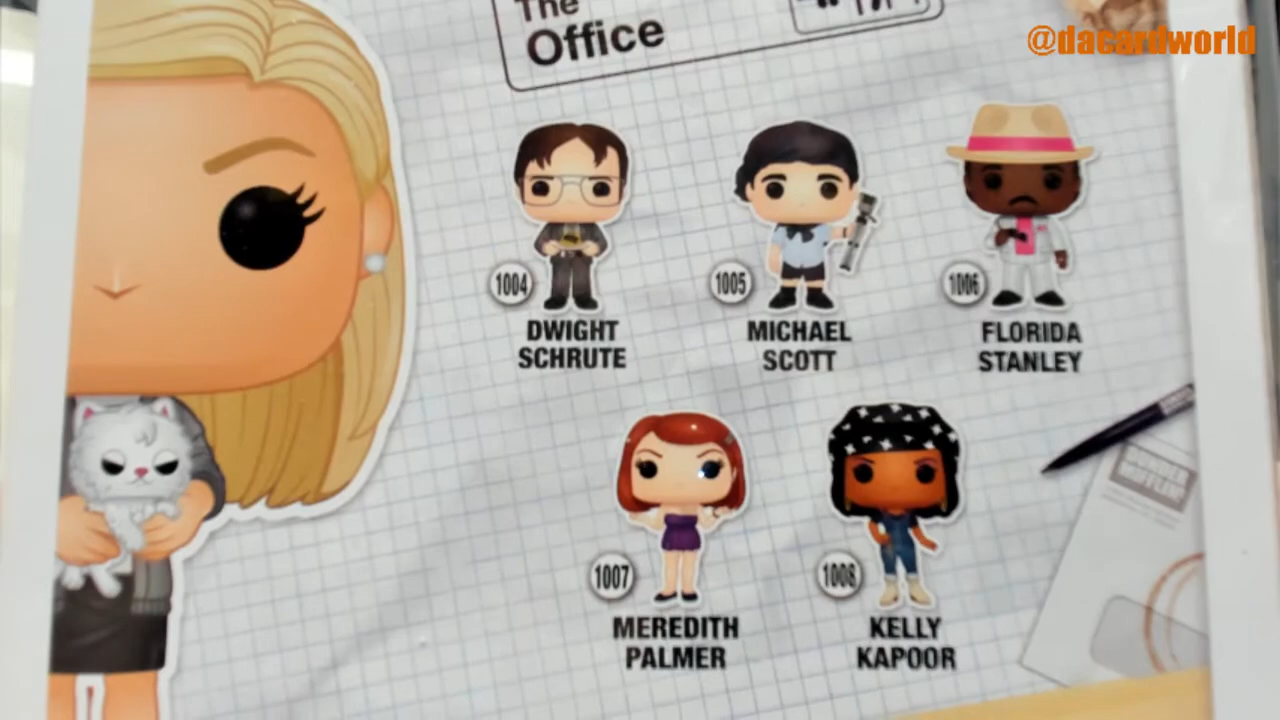 The
Office
@dacardworld
1004
DWIGHT
SCHRUTE
1005
MICHAEL
SCOTT
1006
FLORIDA
STANLEY
1007
MEREDITH
PALMER
1008
KELLY
KAPOOR